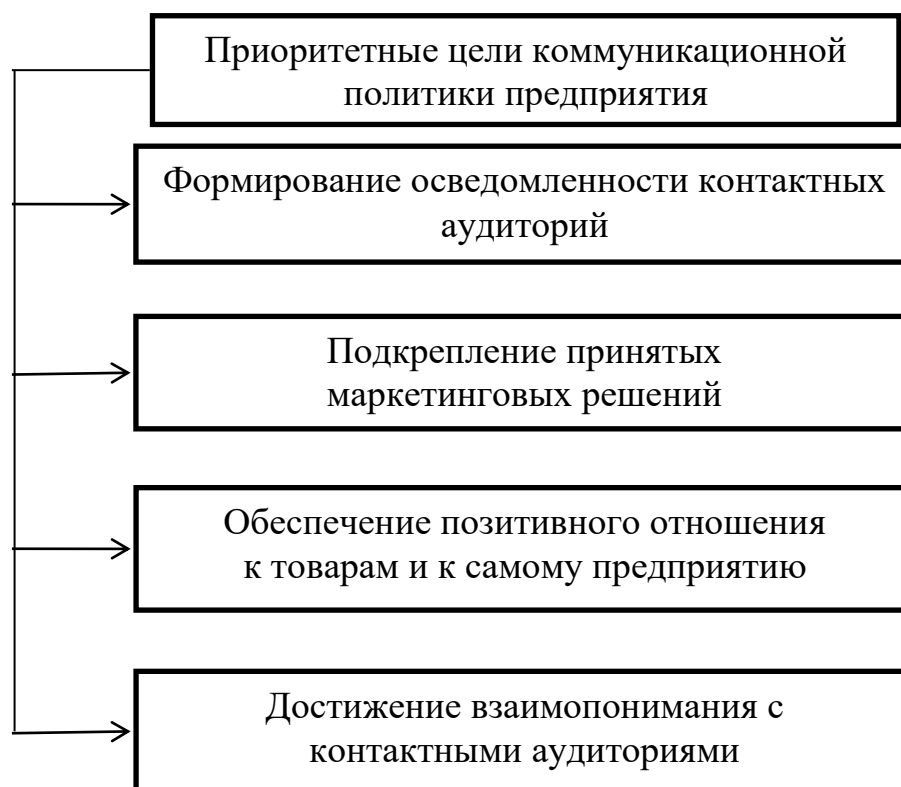 Приоритетные цели коммуникационной
политики предприятия
Формирование осведомленности контактных
аудиторий
Подкрепление принятых
маркетинговых решений
Обеспечение позитивного отношения
к товарам и к самому предприятию
Достижение взаимопонимания с
контактными аудиториями